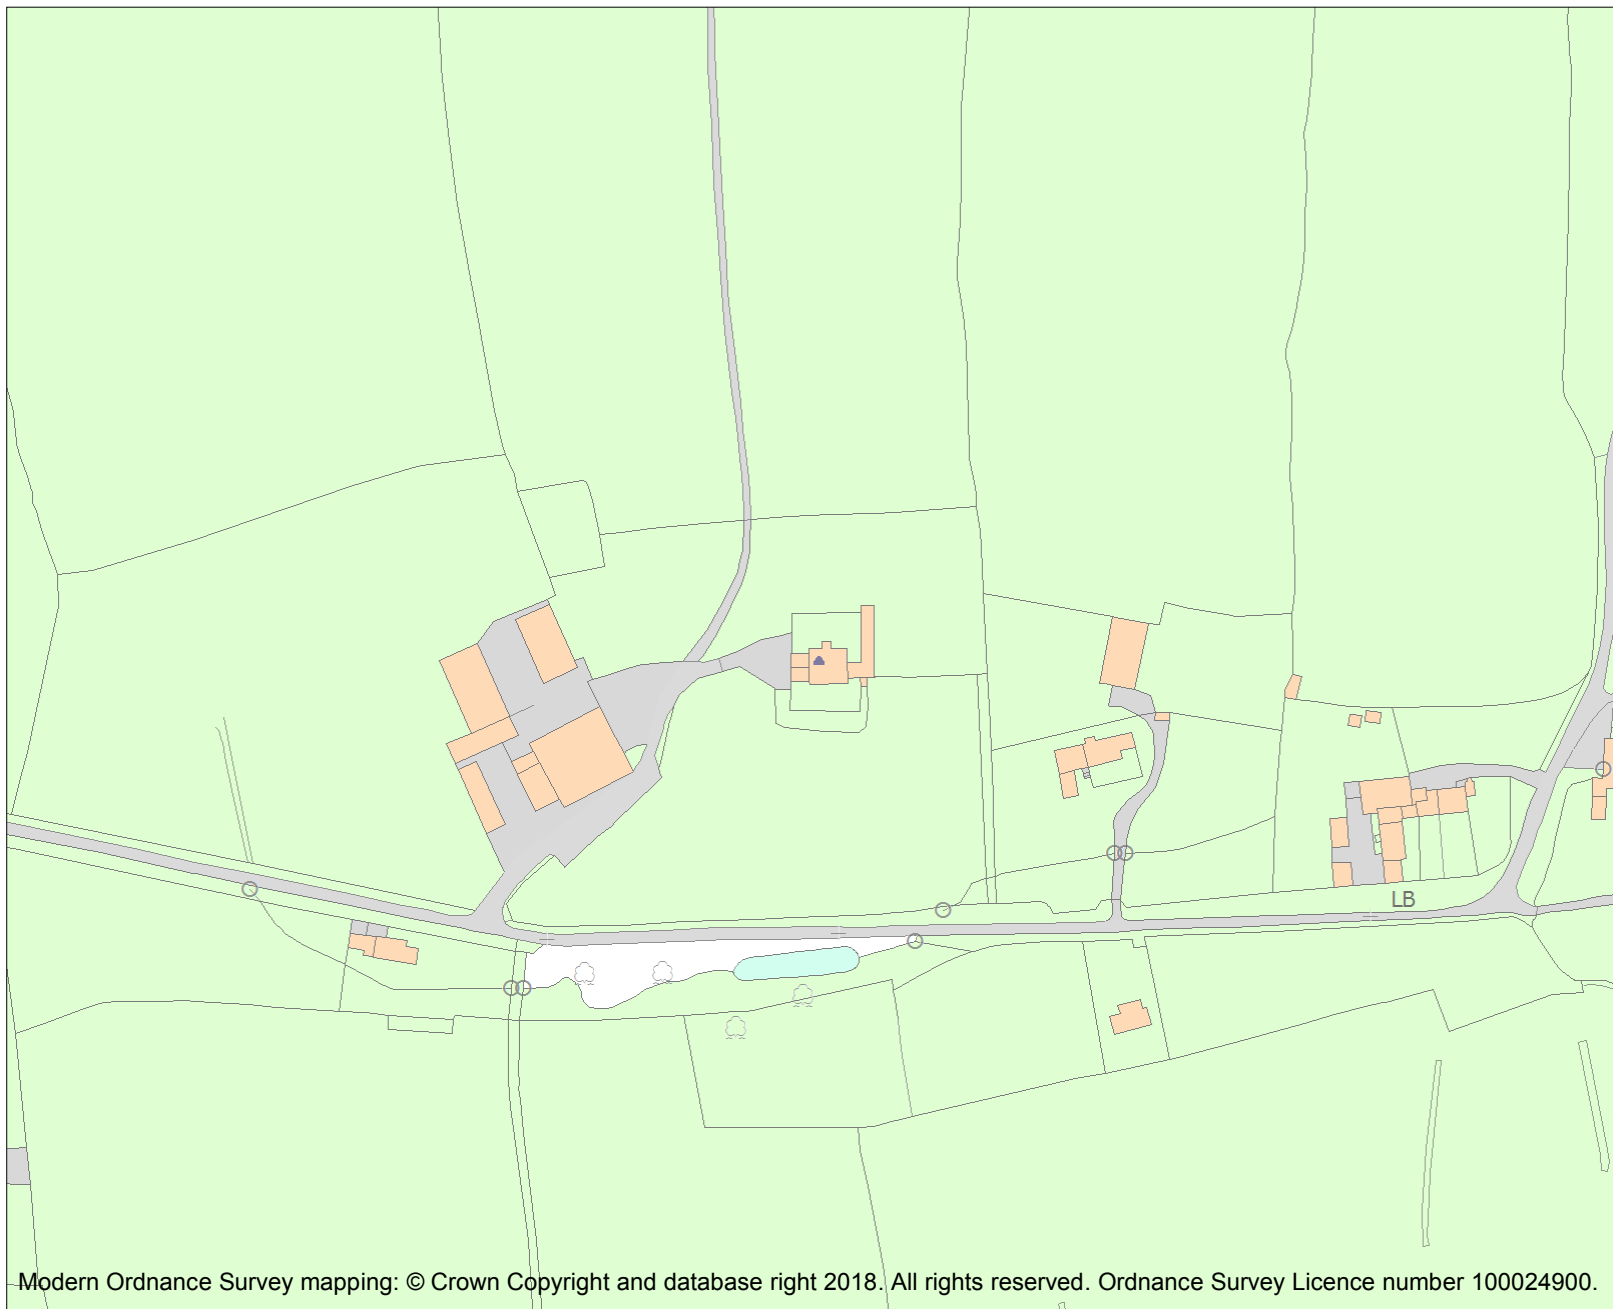 LB
Modern Ordnance Survey mapping: © Crown Copyright and database right 2018. All rights reserved. Ordnance Survey Licence number 100024900.